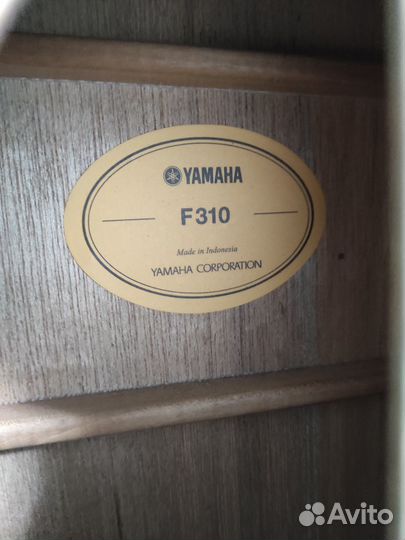 YAMAHA
F310
Made in Indonesia
YAMAHA CORPORATION
Avito